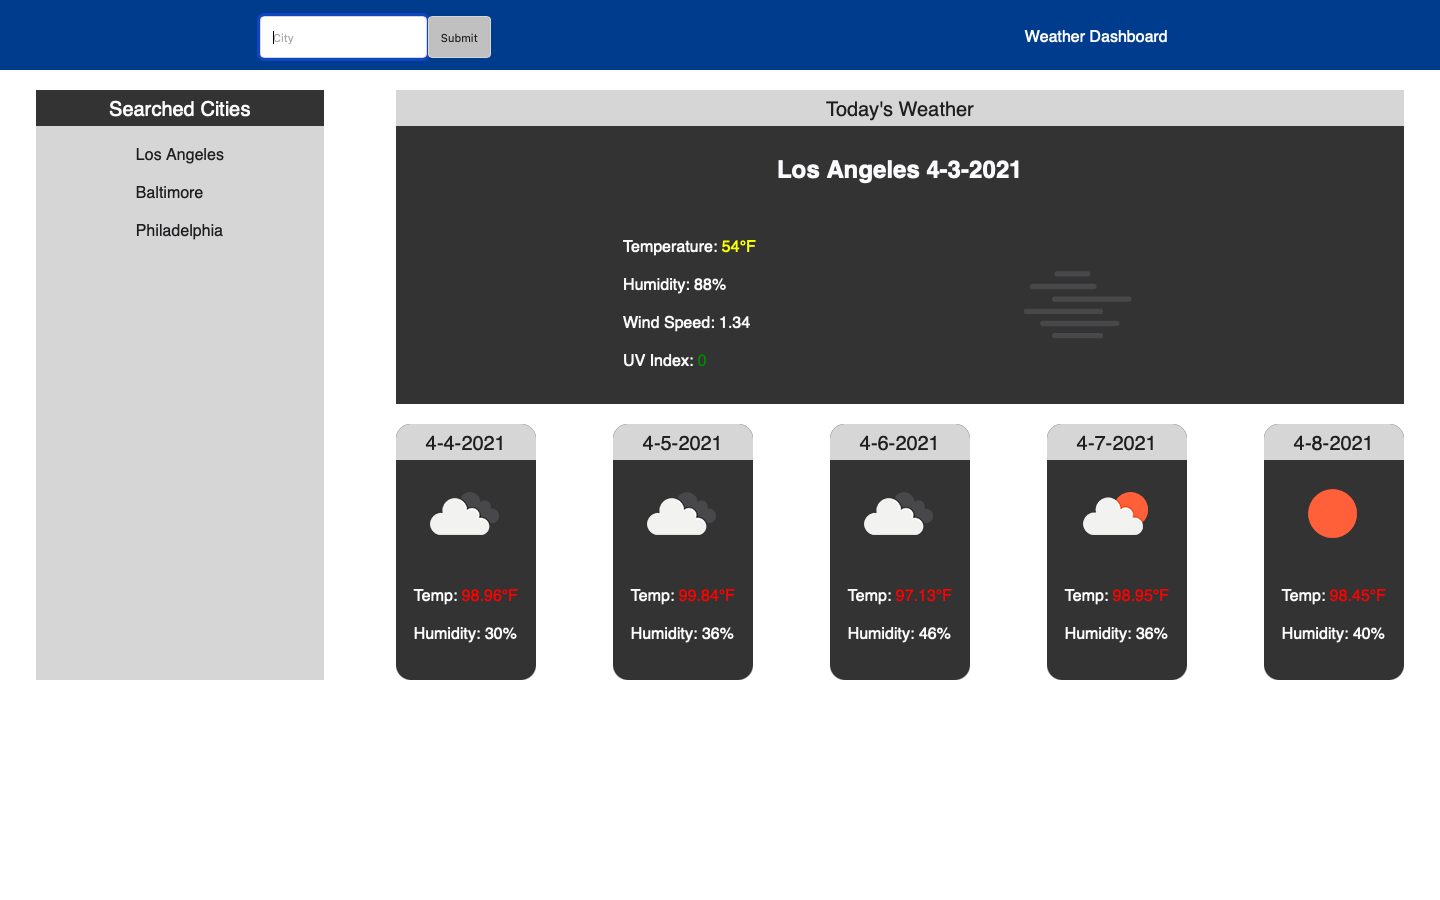 City
Submit
Weather Dashboard
Searched Cities
Los Angeles
Baltimore
Philadelphia
Today's Weather
Los Angeles 4-3-2021
Temperature: 54°F
Humidity: 88%
Wind Speed: 1.34
UV Index: 0
4-4-2021
Temp: 98.96°F
Humidity: 30%
4-5-2021
Temp: 99.84°F
Humidity: 36%
4-6-2021
Temp: 97.13°F
Humidity: 46%
4-7-2021
Temp: 98.95°F
Humidity: 36%
4-8-2021
Temp: 98.45°F
Humidity: 40%